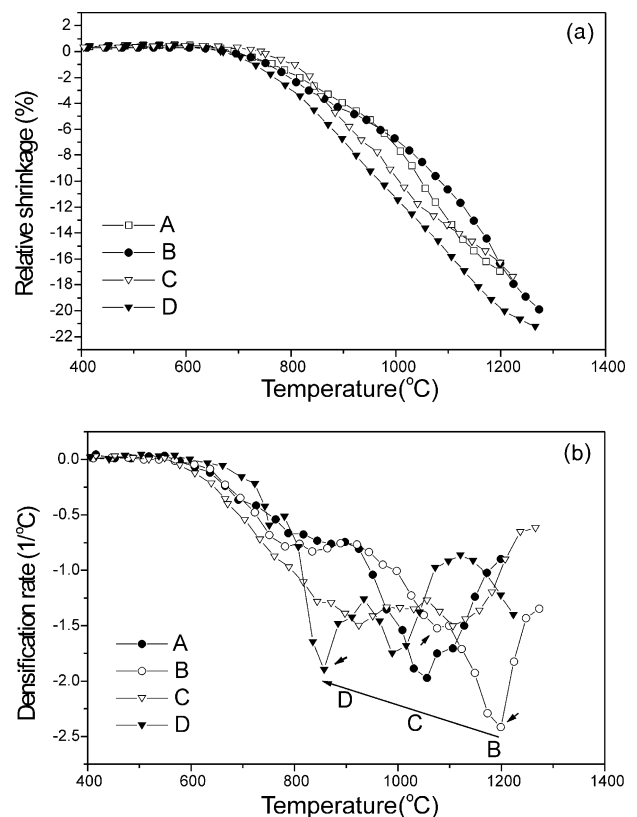 (a)
0
-2
-4
-6
-8
-10
-12
-14
-16
-18
-20
-22
Relative shrinkage (%)
A
B
C
D
400 600 800 1000 1200 1400
Temperature(°C)
(b)
0.0
-0.5
-1.0
-1.5
-2.0
-2.5
Densification rate (1/°C)
A
B
C
D
D
C
B
400 600 800 1000 1200 1400
Temperature(°C)